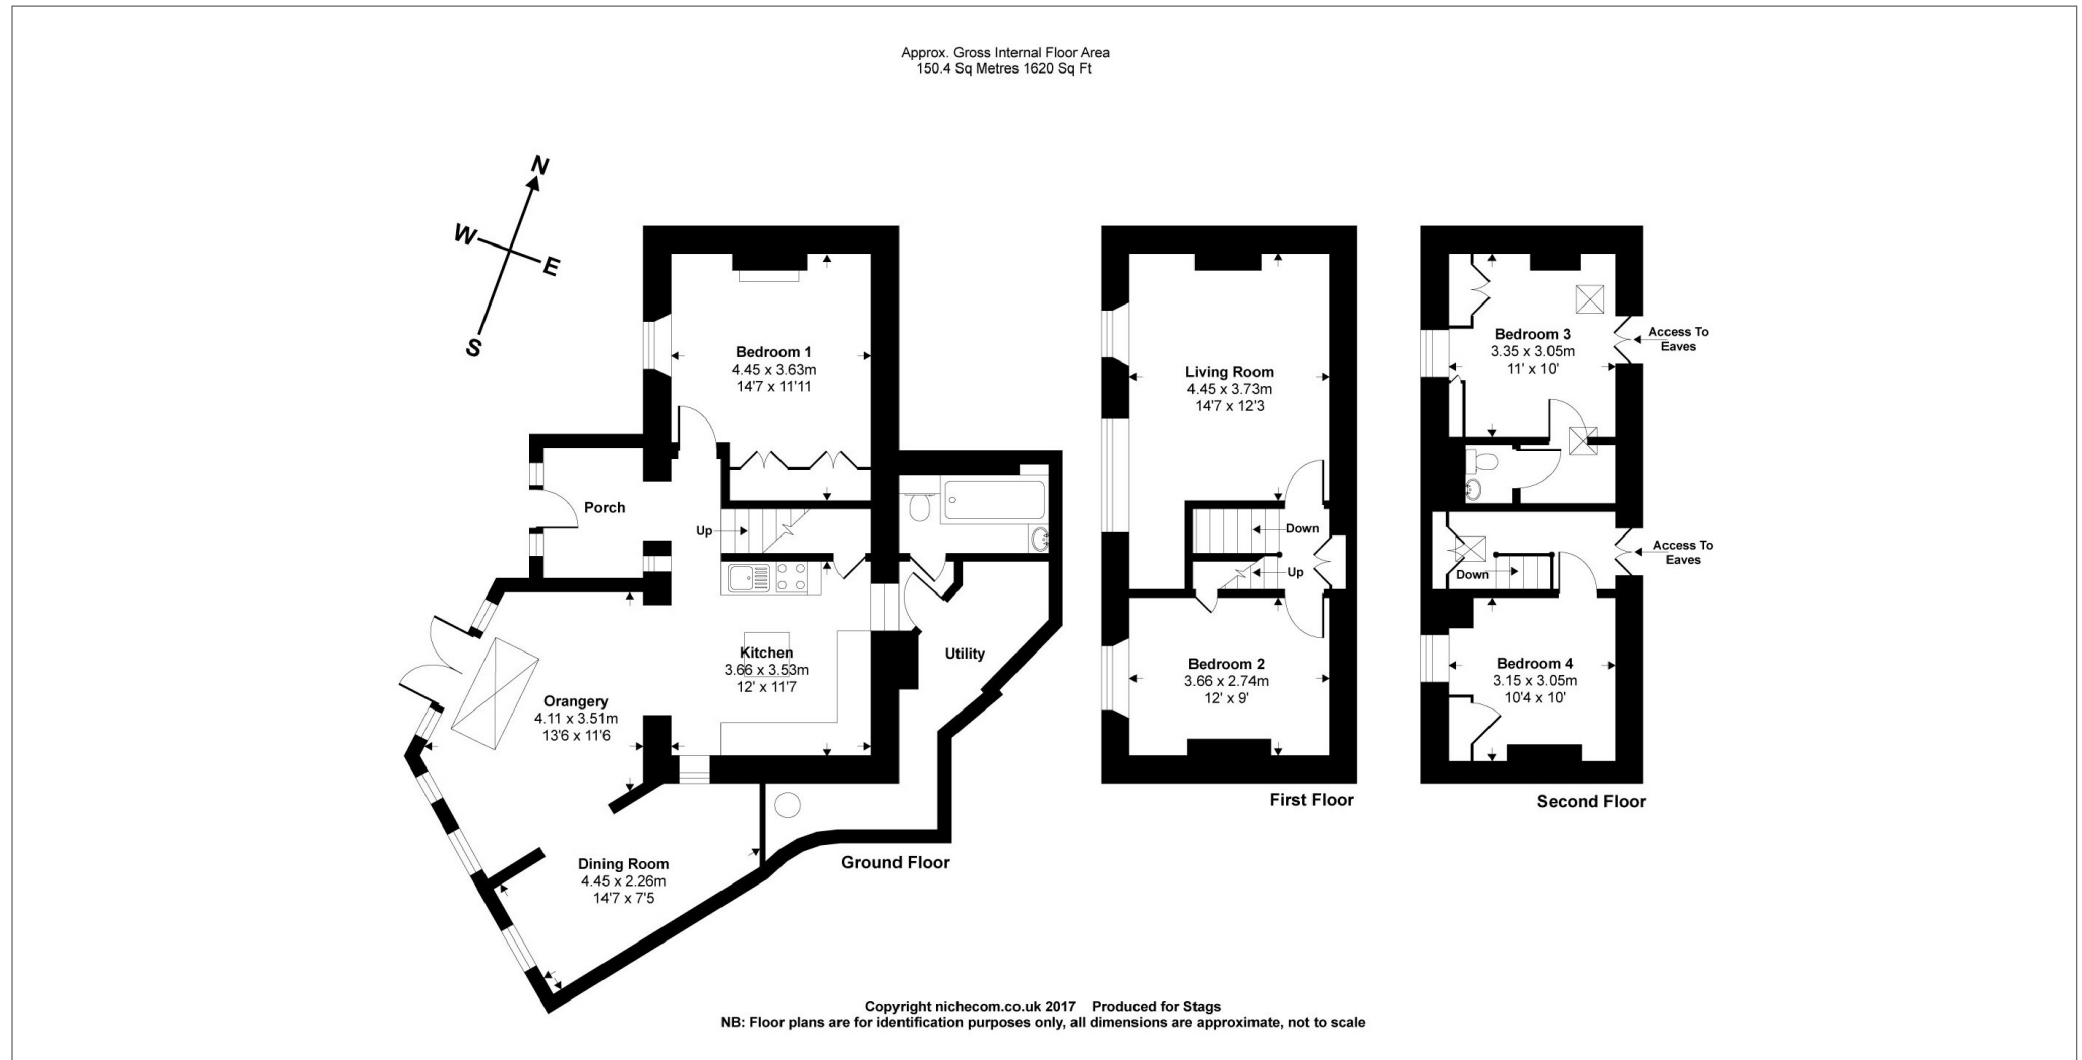 Approx. Gross Internal Floor Area
150.4 Sq Metres 1620 Sq Ft
N
W
E
S
Bedroom 1
4.45 x 3.63m
14'7 x 11'11
Porch
Up
Kitchen
3.66 x 3.53m
12' x 11'7
Utility
Orangery
4.11 x 3.51m
13'6 x 11'6
Dining Room
4.45 x 2.26m
14'7 x 7'5
Ground Floor
Living Room
4.45 x 3.73m
14'7 x 12'3
Down
Up
Bedroom 2
3.66 x 2.74m
12' x 9'
First Floor
Bedroom 3
3.35 x 3.05m
11' x 10'
Access To
Eaves
Access To
Eaves
Down
Bedroom 4
3.15 x 3.05m
10'4 x 10'
Second Floor
Copyright nichecom.co.uk 2017 Produced for Stags
NB: Floor plans are for identification purposes only, all dimensions are approximate, not to scale